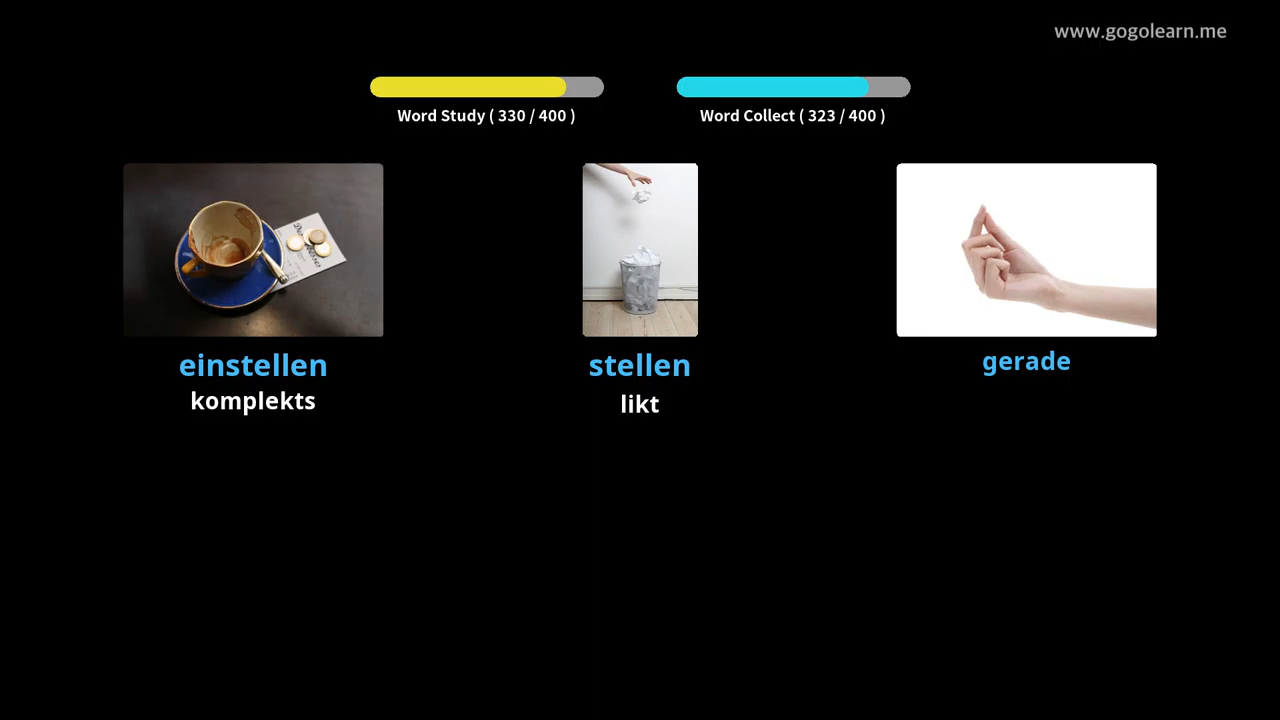 www.gogolearn.me
Word Study ( 330 / 400 )
Word Collect ( 323 / 400 )
einstellen
komplekts
stellen
likt
gerade